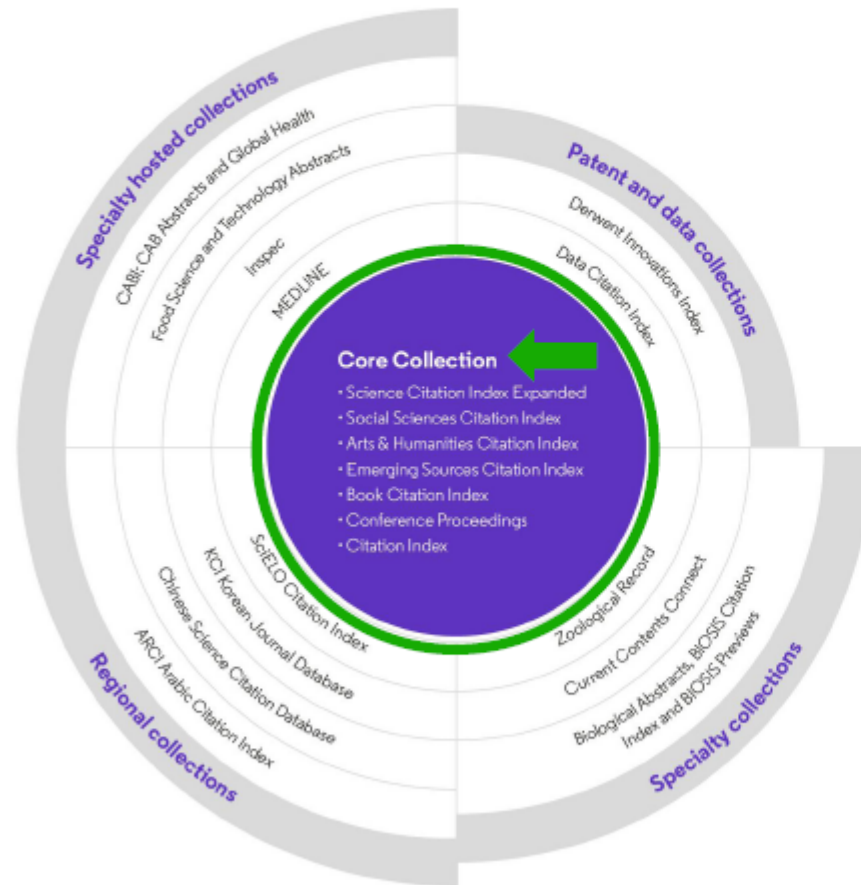 Specialty hosted collections
CABI: CAB Abstracts and Global Health
Food Science and Technology Abstracts
Inspec
MEDLINE
Patent and data collections
Derwent Innovations Index
Data Citation Index
Core Collection
• Science Citation Index Expanded
• Social Sciences Citation Index
• Arts & Humanities Citation Index
• Emerging Sources Citation Index
• Book Citation Index
• Conference Proceedings
• Citation Index
SciELO Citation Index
KCI Korean Journal Database
Chinese Science Citation Database
ARCI Arabic Citation Index
Regional collections
Zoological Record
Current Contents Connect
Biological Abstracts, BIOSIS Citation
Index and BIOSIS Previews
Specialty collections